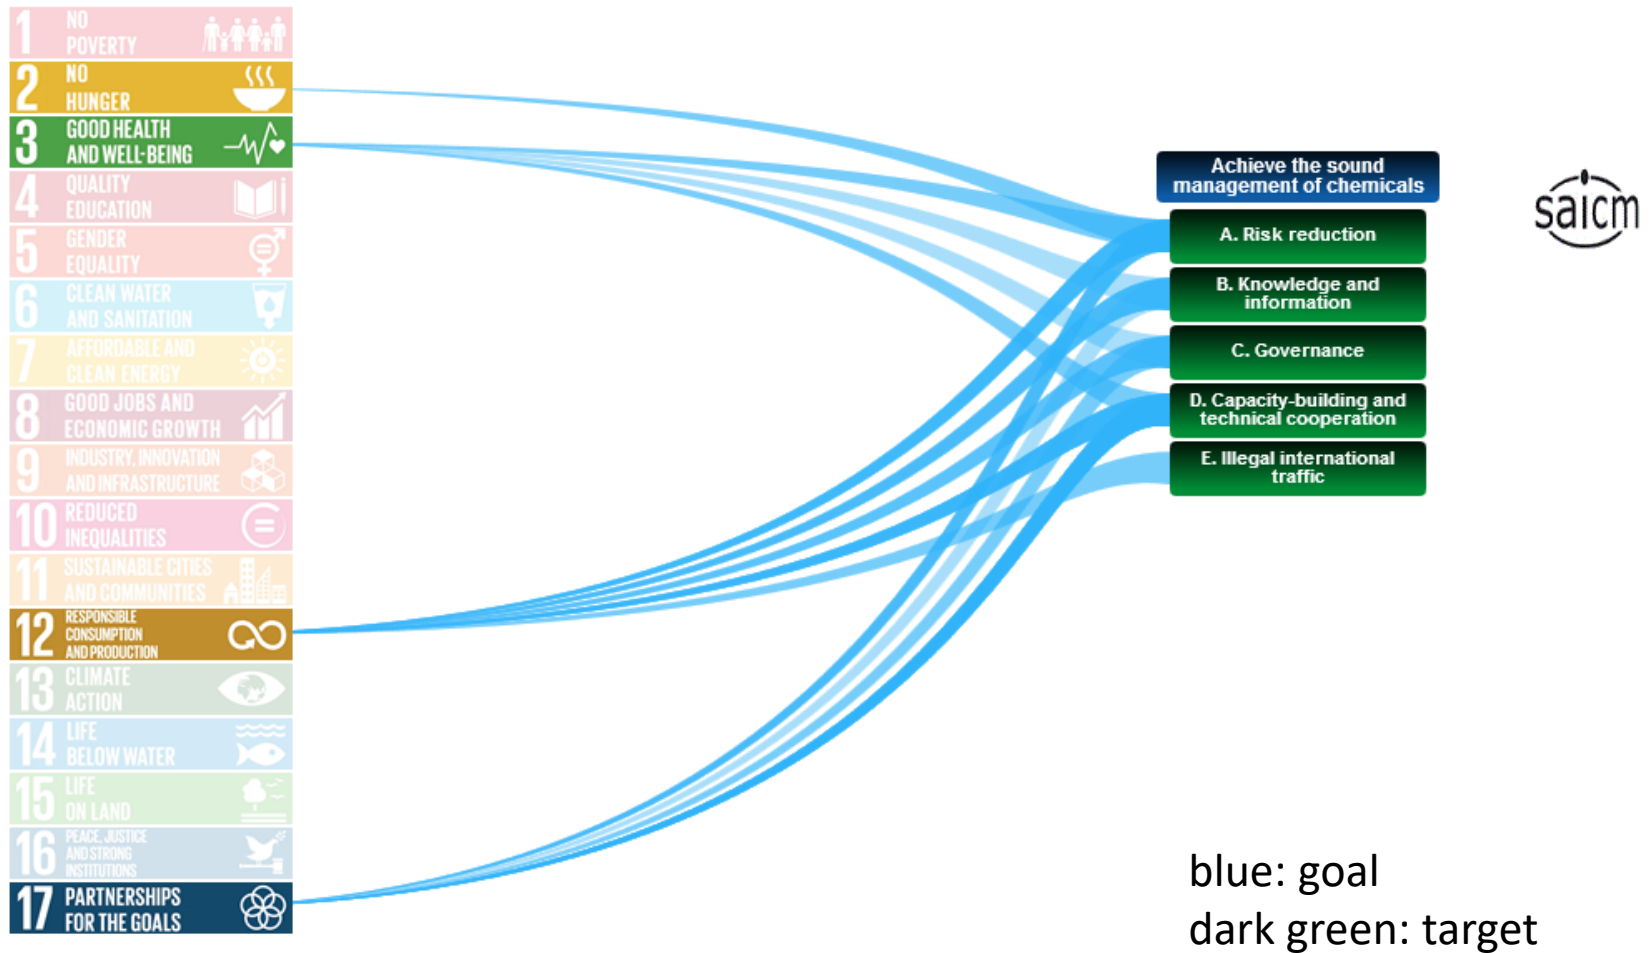 1
NO
POVERTY
2
NO
HUNGER
3
GOOD HEALTH
AND WELL-BEING
4
QUALITY
EDUCATION
5
GENDER
EQUALITY
6
CLEAN WATER
AND SANITATION
7
AFFORDABLE AND
CLEAN ENERGY
8
GOOD JOBS AND
ECONOMIC GROWTH
9
INDUSTRY, INNOVATION
AND INFRASTRUCTURE
10
REDUCED
INEQUALITIES
11
SUSTAINABLE CITIES
AND COMMUNITIES
12
RESPONSIBLE
CONSUMPTION
AND PRODUCTION
13
CLIMATE
ACTION
14
LIFE
BELOW WATER
15
LIFE
ON LAND
16
PEACE, JUSTICE
AND STRONG
INSTITUTIONS
17
PARTNERSHIPS
FOR THE GOALS
Achieve the sound
management of chemicals
A. Risk reduction
B. Knowledge and
information
C. Governance
D. Capacity-building and
technical cooperation
E. Illegal international
traffic
saicm
blue: goal
dark green: target